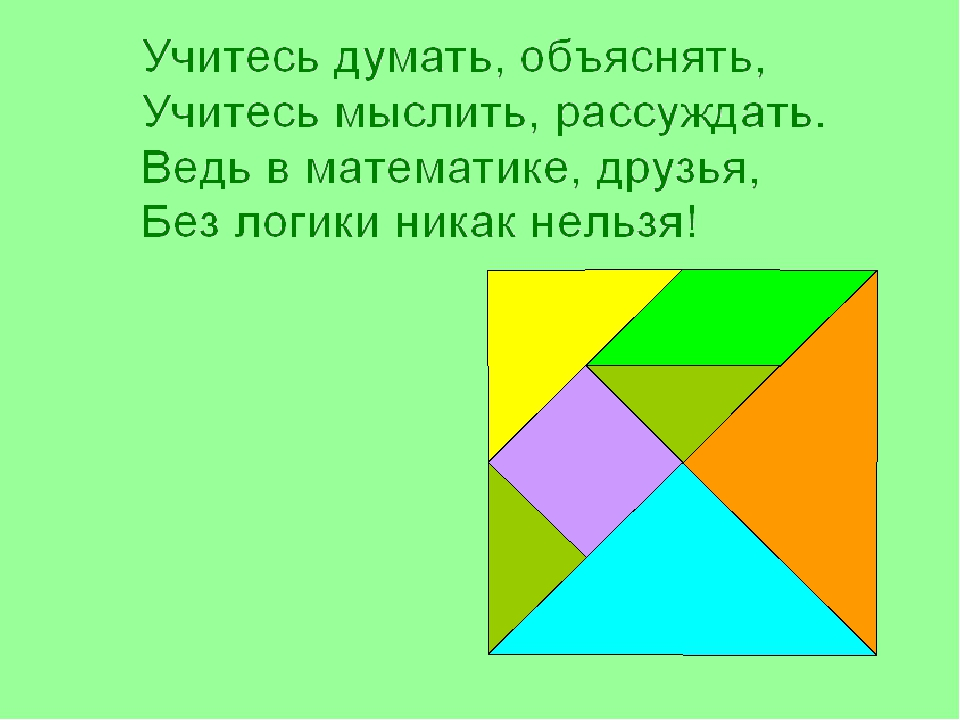 Учитесь думать, объяснять,
Учитесь мыслить, рассуждать.
Ведь в математике, друзья,
Без логики никак нельзя!